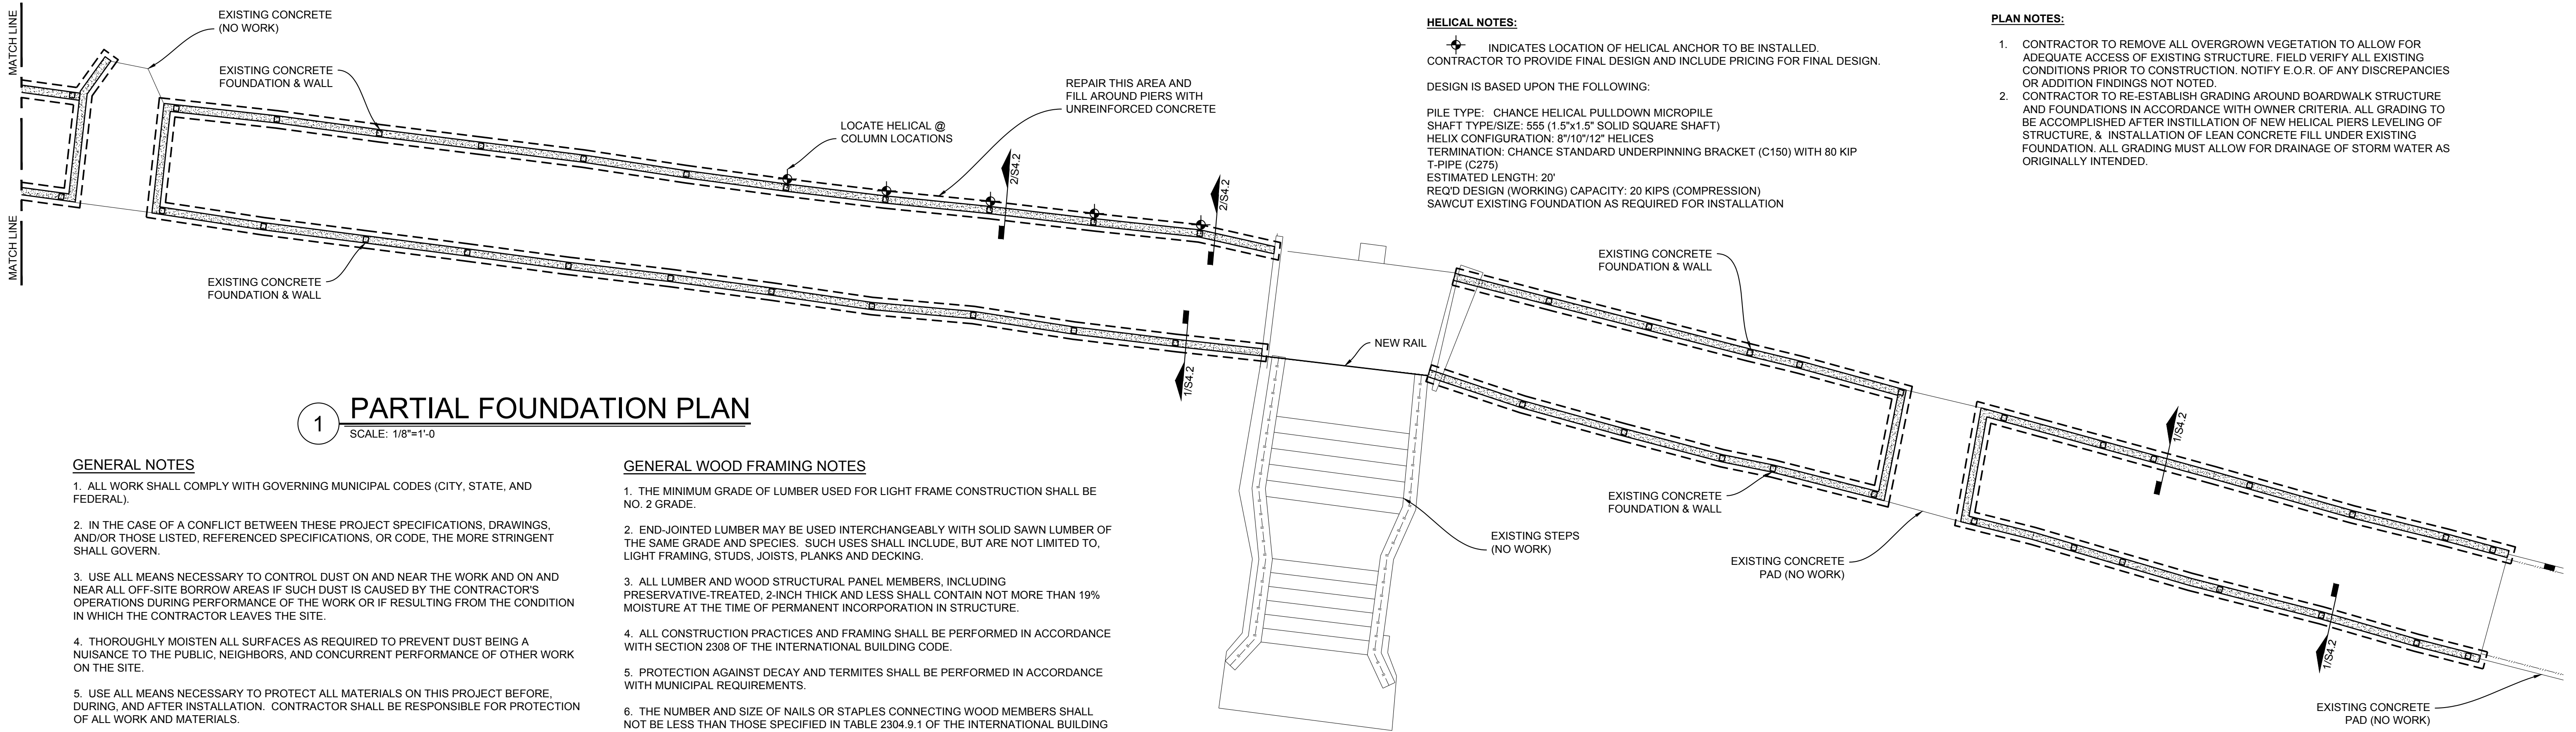 MATCH LINE
MATCH LINE
EXISTING CONCRETE
(NO WORK)
EXISTING CONCRETE
FOUNDATION & WALL
LOCATE HELICAL @
COLUMN LOCATIONS
REPAIR THIS AREA AND
FILL AROUND PIERS WITH
UNREINFORCED CONCRETE
2/S4.2
2/S4.2
EXISTING CONCRETE
FOUNDATION & WALL
1/S4.2
NEW RAIL
HELICAL NOTES:
INDICATES LOCATION OF HELICAL ANCHOR TO BE INSTALLED.
CONTRACTOR TO PROVIDE FINAL DESIGN AND INCLUDE PRICING FOR FINAL DESIGN.
DESIGN IS BASED UPON THE FOLLOWING:
PILE TYPE: CHANCE HELICAL PULLDOWN MICROPILE
SHAFT TYPE/SIZE: 555 (1.5"x1.5" SOLID SQUARE SHAFT)
HELIX CONFIGURATION: 8"/10"/12" HELICES
TERMINATION: CHANCE STANDARD UNDERPINNING BRACKET (C150) WITH 80 KIP
T-PIPE (C275)
ESTIMATED LENGTH: 20'
REQ'D DESIGN (WORKING) CAPACITY: 20 KIPS (COMPRESSION)
SAWCUT EXISTING FOUNDATION AS REQUIRED FOR INSTALLATION
PLAN NOTES:
1. CONTRACTOR TO REMOVE ALL OVERGROWN VEGETATION TO ALLOW FOR
ADEQUATE ACCESS OF EXISTING STRUCTURE. FIELD VERIFY ALL EXISTING
CONDITIONS PRIOR TO CONSTRUCTION. NOTIFY E.O.R. OF ANY DISCREPANCIES
OR ADDITION FINDINGS NOT NOTED.
2. CONTRACTOR TO RE-ESTABLISH GRADING AROUND BOARDWALK STRUCTURE
AND FOUNDATIONS IN ACCORDANCE WITH OWNER CRITERIA. ALL GRADING TO
BE ACCOMPLISHED AFTER INSTILLATION OF NEW HELICAL PIERS LEVELING OF
STRUCTURE, & INSTALLATION OF LEAN CONCRETE FILL UNDER EXISTING
FOUNDATION. ALL GRADING MUST ALLOW FOR DRAINAGE OF STORM WATER AS
ORIGINALLY INTENDED.
EXISTING CONCRETE
FOUNDATION & WALL
EXISTING CONCRETE
FOUNDATION & WALL
EXISTING STEPS
(NO WORK)
EXISTING CONCRETE
PAD (NO WORK)
1/S4.2
1/S4.2
EXISTING CONCRETE
PAD (NO WORK)
1
PARTIAL FOUNDATION PLAN
SCALE: 1/8"=1'-0
GENERAL NOTES
1. ALL WORK SHALL COMPLY WITH GOVERNING MUNICIPAL CODES (CITY, STATE, AND
FEDERAL).
2. IN THE CASE OF A CONFLICT BETWEEN THESE PROJECT SPECIFICATIONS, DRAWINGS,
AND/OR THOSE LISTED, REFERENCED SPECIFICATIONS, OR CODE, THE MORE STRINGENT
SHALL GOVERN.
3. USE ALL MEANS NECESSARY TO CONTROL DUST ON AND NEAR THE WORK AND ON AND
NEAR ALL OFF-SITE BORROW AREAS IF SUCH DUST IS CAUSED BY THE CONTRACTOR'S
OPERATIONS DURING PERFORMANCE OF THE WORK OR IF RESULTING FROM THE CONDITION
IN WHICH THE CONTRACTOR LEAVES THE SITE.
4. THOROUGHLY MOISTEN ALL SURFACES AS REQUIRED TO PREVENT DUST BEING A
NUISANCE TO THE PUBLIC, NEIGHBORS, AND CONCURRENT PERFORMANCE OF OTHER WORK
ON THE SITE.
5. USE ALL MEANS NECESSARY TO PROTECT ALL MATERIALS ON THIS PROJECT BEFORE,
DURING, AND AFTER INSTALLATION. CONTRACTOR SHALL BE RESPONSIBLE FOR PROTECTION
OF ALL WORK AND MATERIALS.
GENERAL WOOD FRAMING NOTES
1. THE MINIMUM GRADE OF LUMBER USED FOR LIGHT FRAME CONSTRUCTION SHALL BE
NO. 2 GRADE.
2. END-JOINTED LUMBER MAY BE USED INTERCHANGEABLY WITH SOLID SAWN LUMBER OF
THE SAME GRADE AND SPECIES. SUCH USES SHALL INCLUDE, BUT ARE NOT LIMITED TO,
LIGHT FRAMING, STUDS, JOISTS, PLANKS AND DECKING.
3. ALL LUMBER AND WOOD STRUCTURAL PANEL MEMBERS, INCLUDING
PRESERVATIVE-TREATED, 2-INCH THICK AND LESS SHALL CONTAIN NOT MORE THAN 19%
MOISTURE AT THE TIME OF PERMANENT INCORPORATION IN STRUCTURE.
4. ALL CONSTRUCTION PRACTICES AND FRAMING SHALL BE PERFORMED IN ACCORDANCE
WITH SECTION 2308 OF THE INTERNATIONAL BUILDING CODE.
5. PROTECTION AGAINST DECAY AND TERMITES SHALL BE PERFORMED IN ACCORDANCE
WITH MUNICIPAL REQUIREMENTS.
6. THE NUMBER AND SIZE OF NAILS OR STAPLES CONNECTING WOOD MEMBERS SHALL
NOT BE LESS THAN THOSE SPECIFIED IN TABLE 2304.9.1 OF THE INTERNATIONAL BUILDING